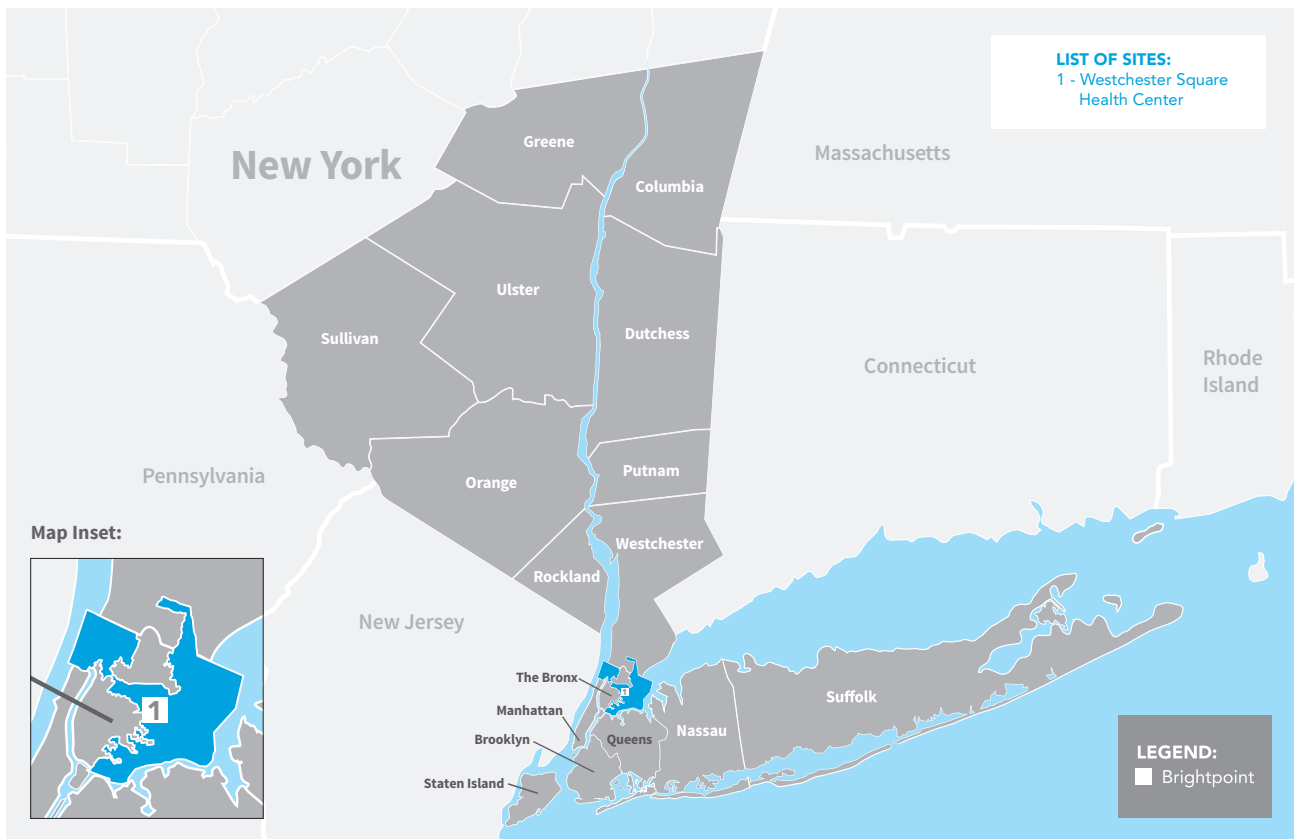 LIST OF SITES:
1 - Westchester Square
Health Center
New York
Massachusetts
Connecticut
Rhode
Island
Pennsylvania
New Jersey
Greene
Columbia
Ulster
Sullivan
Dutchess
Orange
Putnam
Westchester
Rockland
The Bronx
1
Manhattan
Brooklyn
Queens
Staten Island
Nassau
Suffolk
Map Inset:
1
LEGEND:
Brightpoint